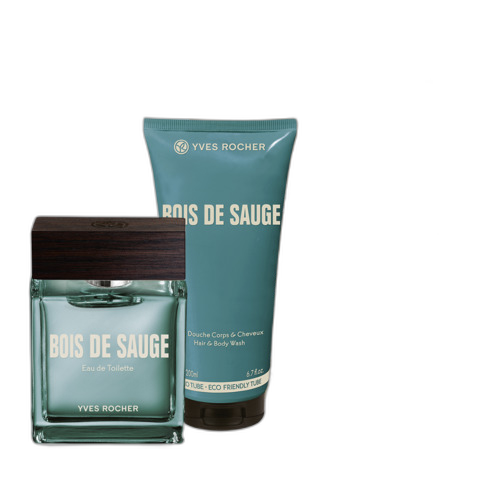 YVES ROCHER
BOIS DE SAUGE
Douche Corps & Cheveux
Hair & Body Wash
200ml 6.7 fl.oz.
TUBE - ECO FRIENDLY TUBE
BOIS DE SAUGE
Eau de Toilette
YVES ROCHER